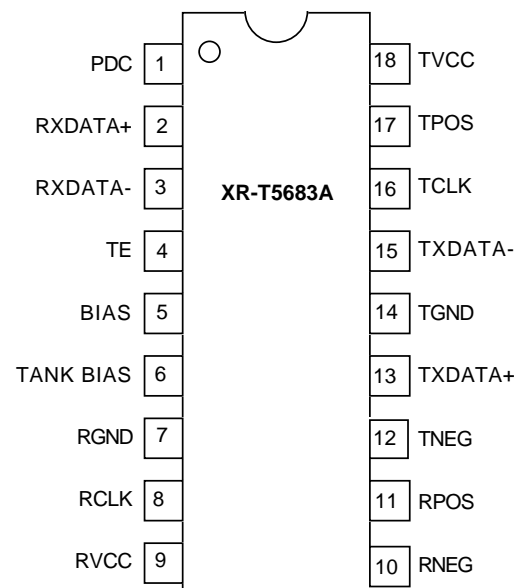 PDC 1 18 TVCC
RXDATA+ 2 17 TPOS
RXDATA- 3 XR-T5683A 16 TCLK
TE 4 15 TXDATA-
BIAS 5 14 TGND
TANK BIAS 6 13 TXDATA+
RGND 7 12 TNEG
RCLK 8 11 RPOS
RVCC 9 10 RNEG